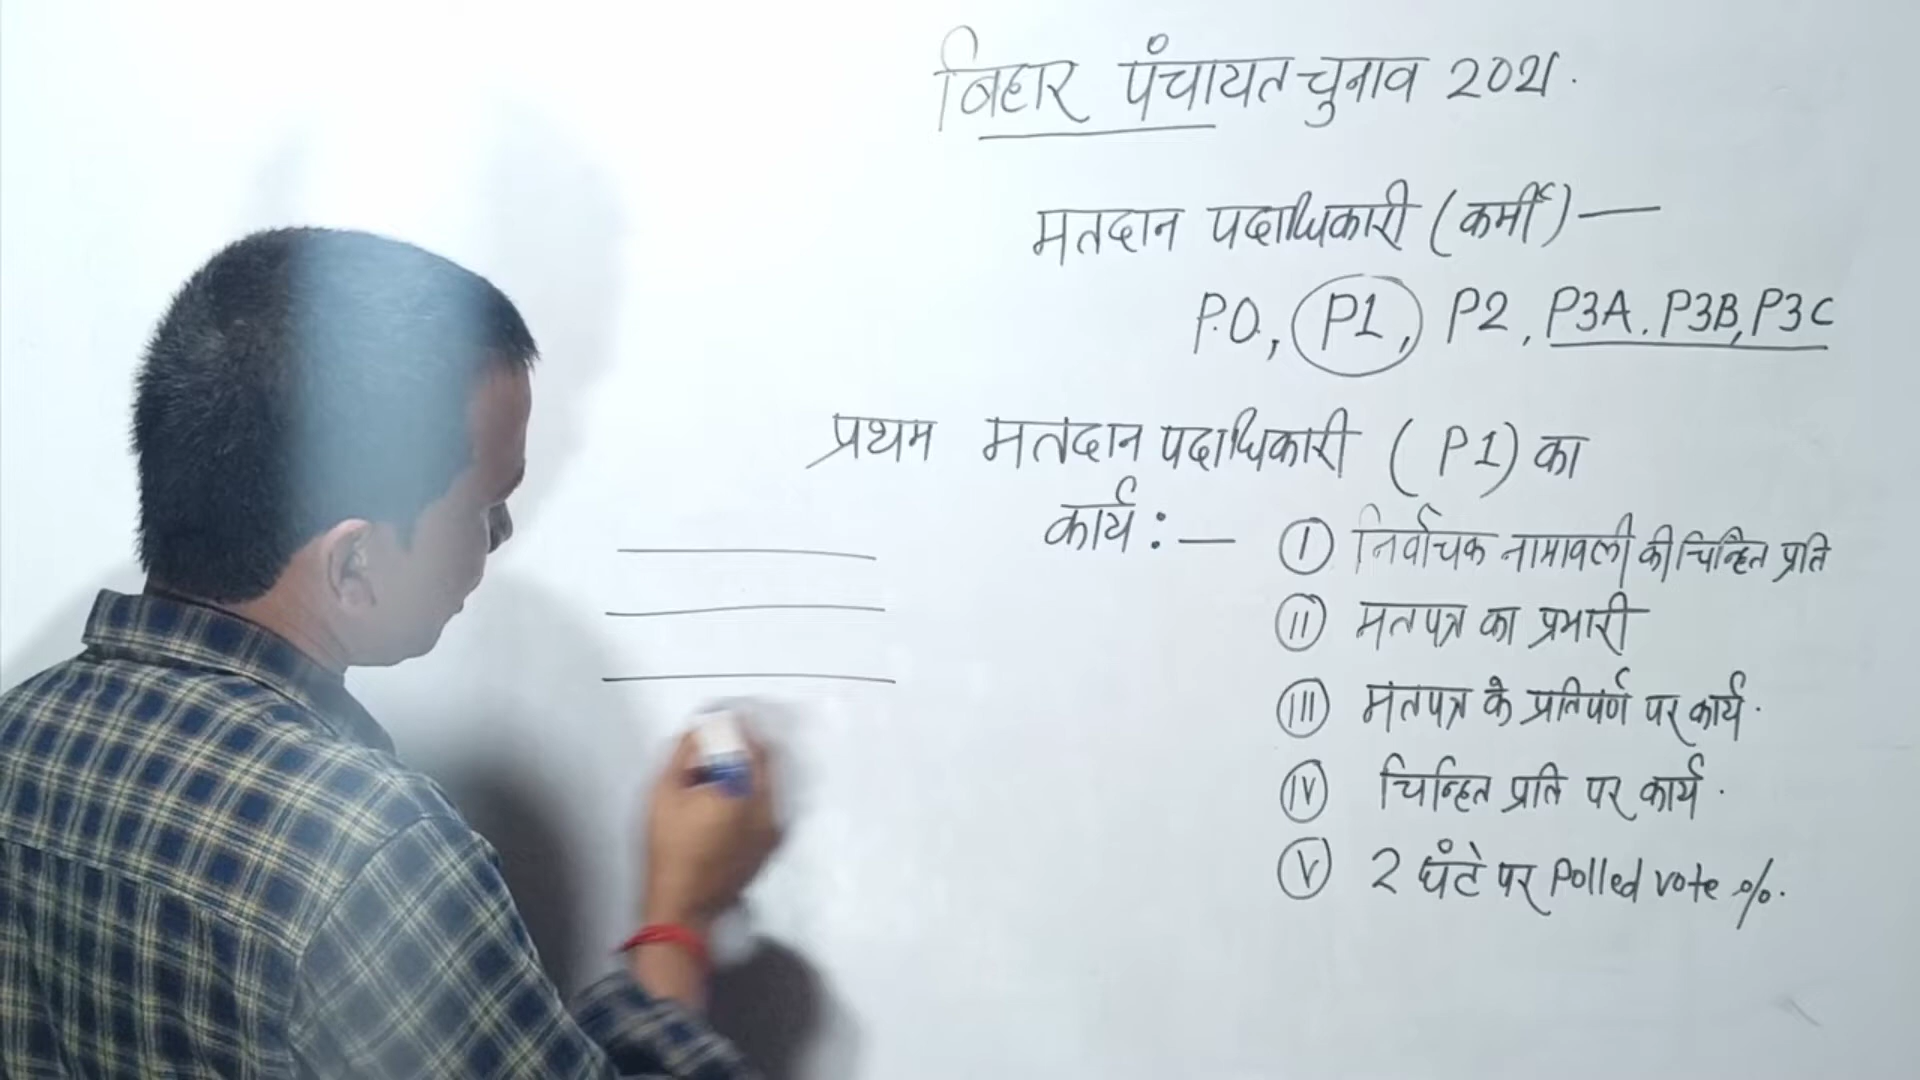 बिहार पंचायत चुनाव 2021.
मतदान पदाधिकारी (कर्मी) —
P.O, P1, P2, P3A. P3B, P3C
प्रथम मतदान पदाधिकारी ( P1) का
कार्य :— (I) निर्वाचक नामावली की चिन्हित प्रति
(II) मतपत्र का प्रभारी
(III) मतपत्र के प्रतिपर्ण पर कार्य.
(IV) चिन्हित प्रति पर कार्य.
(V) 2 घंटे पर Polled vote %.